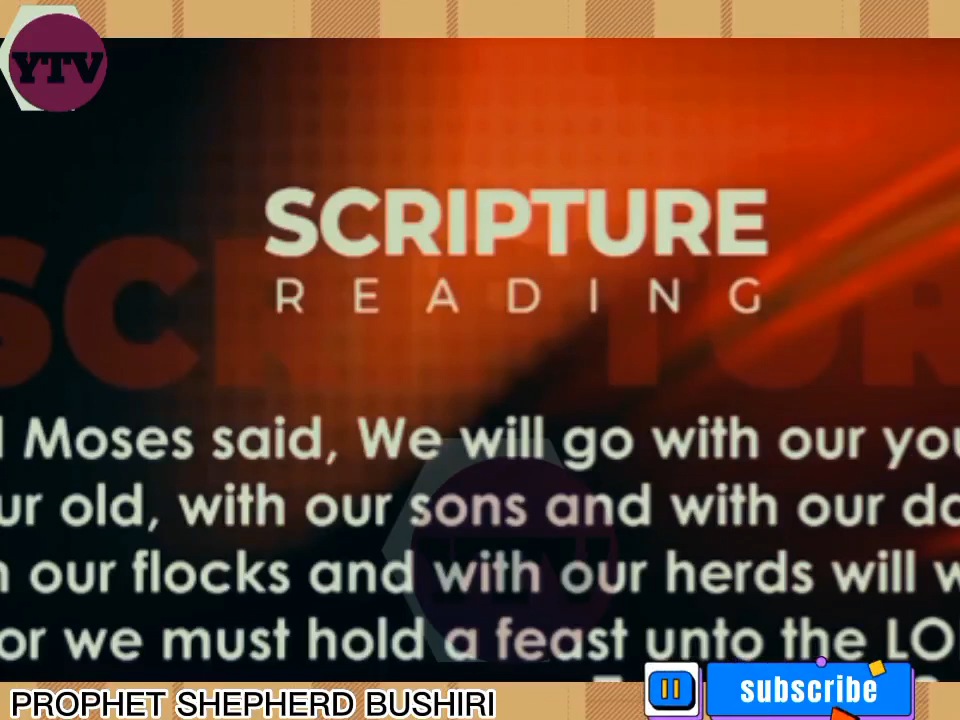 YTV
SCRIPTURE
READING
Moses said, We will go with our you
ur old, with our sons and with our da
our flocks and with our herds will w
or we must hold a feast unto the LO
PROPHET SHEPHERD BUSHIRI
subscribe